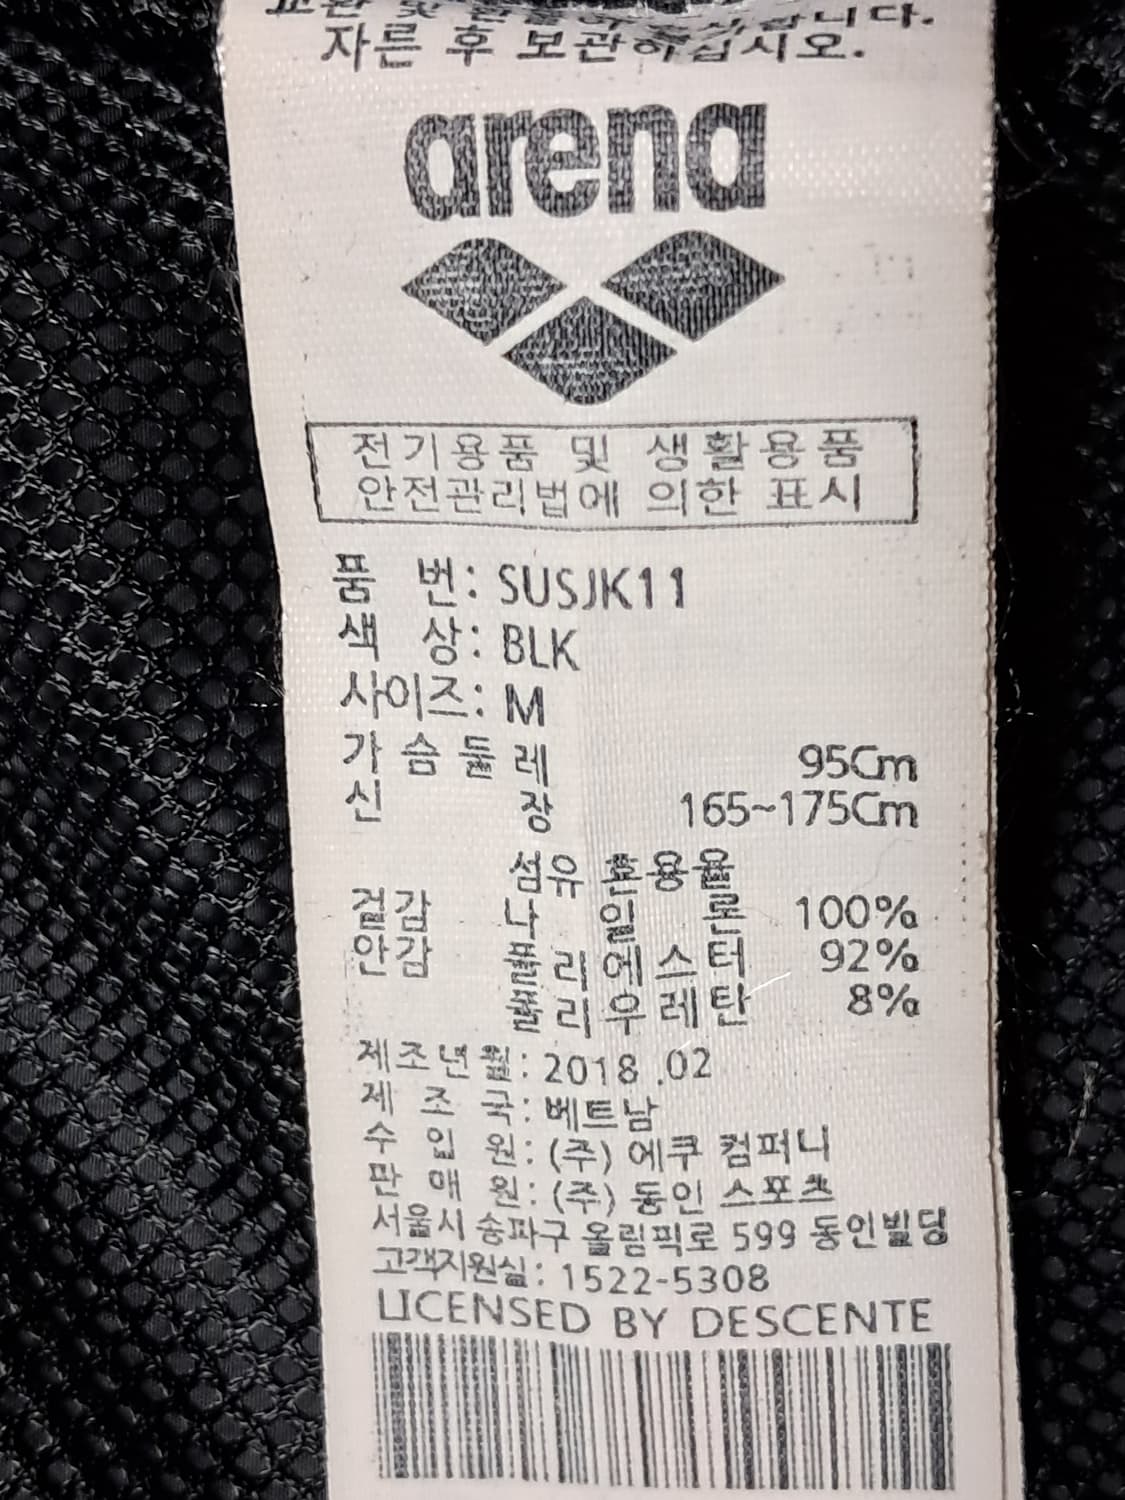 자른 후 보관하십시오.
arena
전기용품 및 생활용품
안전관리법에 의한 표시
품 번: SUSJK11
색 상: BLK
사이즈: M
가 슴 둘 레 95Cm
신 장 165~175Cm
섬유 혼용율
겉감 나 일 론 100%
안감 폴리에스터 92%
폴리우레탄 8%
제조년월: 2018 .02
제 조 국: 베트남
수 입 원: (주) 에쿠 컴퍼니
판 매 원: (주) 동인 스포츠
서울시 송파구 올림픽로 599 동인빌딩
고객지원실: 1522-5308
LICENSED BY DESCENTE